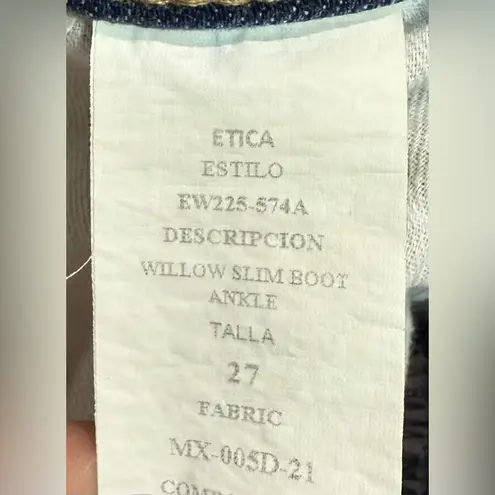 ETICA
ESTILO
EW225-574A
DESCRIPCION
WILLOW SLIM BOOT
ANKLE
TALLA
27
FABRIC
MX-005D-21